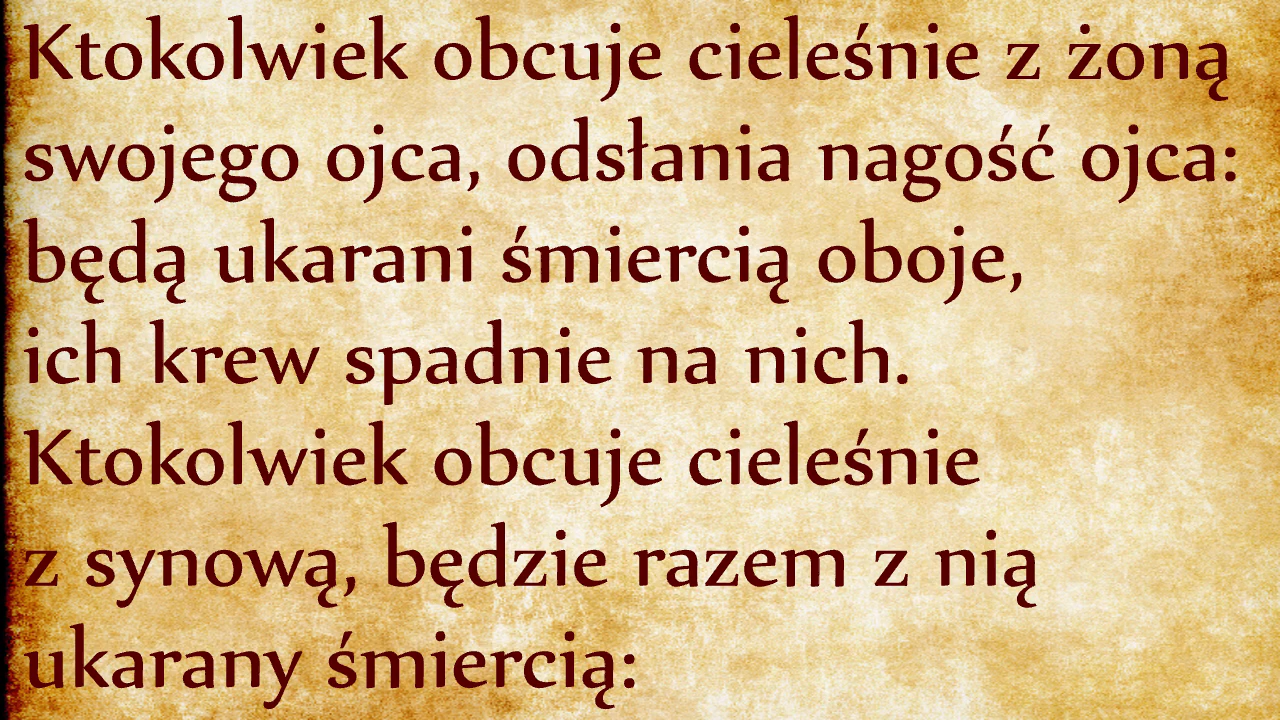 Ktokolwiek obcuje cieleśnie z żoną
swojego ojca, odsłania nagość ojca:
będą ukarani śmiercią oboje,
ich krew spadnie na nich.
Ktokolwiek obcuje cieleśnie
z synową, będzie razem z nią
ukarany śmiercią: